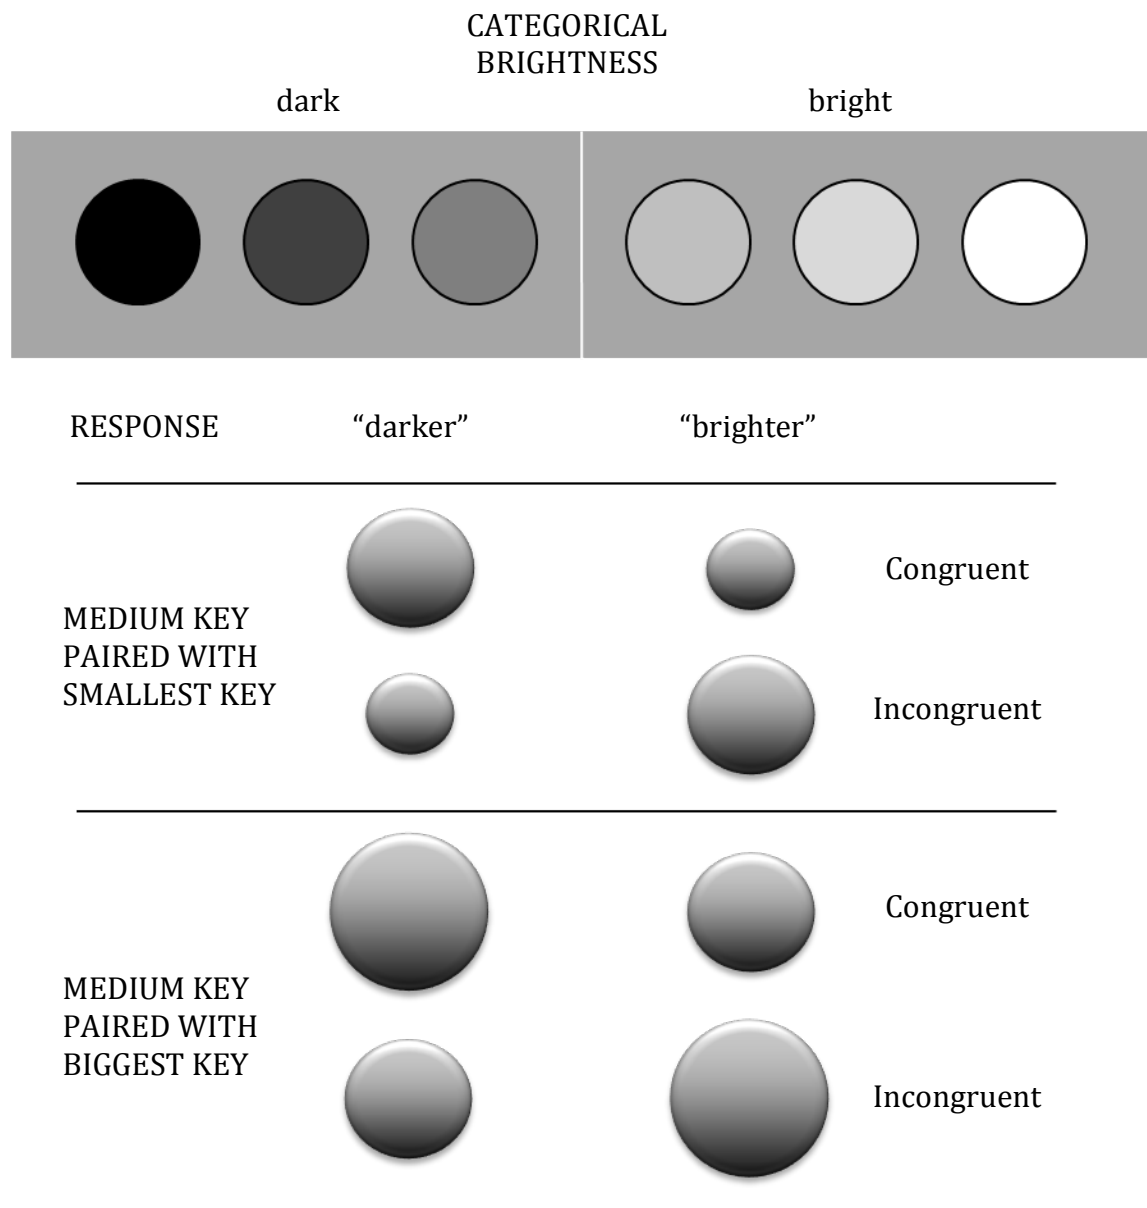 CATEGORICAL
BRIGHTNESS
dark
bright
RESPONSE
“darker”
“brighter”
Congruent
MEDIUM KEY
PAIRED WITH
SMALLEST KEY
Incongruent
Congruent
MEDIUM KEY
PAIRED WITH
BIGGEST KEY
Incongruent